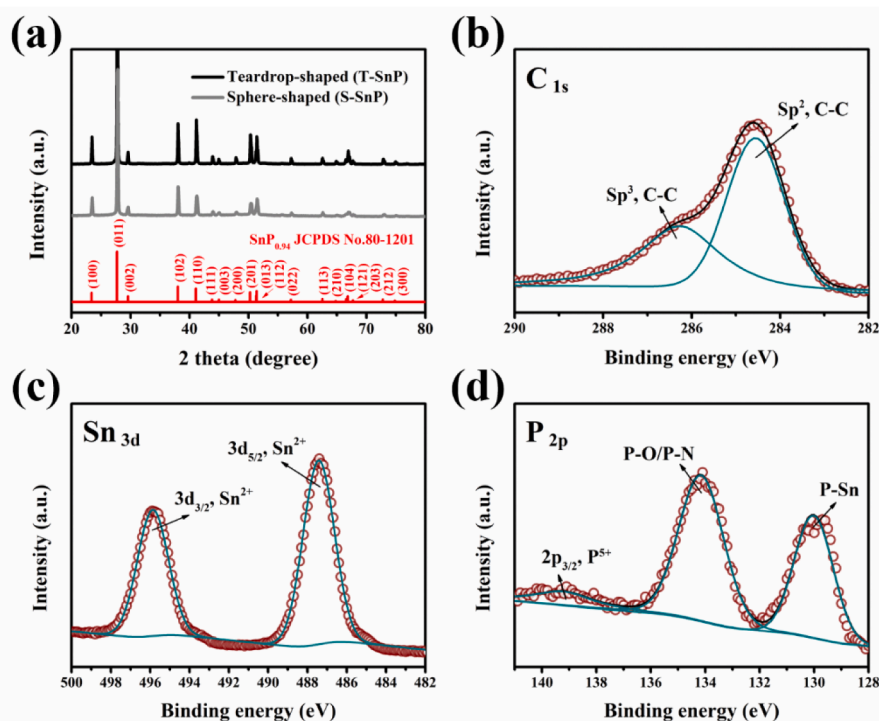 (a)
Teardrop-shaped (T-SnP)
Sphere-shaped (S-SnP)
SnP0.94 JCPDS No.80-1201
(100)
(011)
(002)
(102)
(110)
(111)
(003)
(200)
(201)
(013)
(112)
(022)
(113)
(210)
(104)
(121)
(203)
(212)
(300)
Intensity (a.u.)
20 30 40 50 60 70 80
2 theta (degree)
(b)
C 1s
Sp², C-C
Sp³, C-C
Intensity (a.u.)
290 288 286 284 282
Binding energy (eV)
(c)
Sn 3d
3d5/2, Sn²⁺
3d3/2, Sn²⁺
Intensity (a.u.)
500 496 492 490 488 486 484 482
Binding energy (eV)
(d)
P 2p
P-O/P-N
P-Sn
2p3/2, P⁵⁺
Intensity (a.u.)
140 138 136 134 132 130 128
Binding energy (eV)